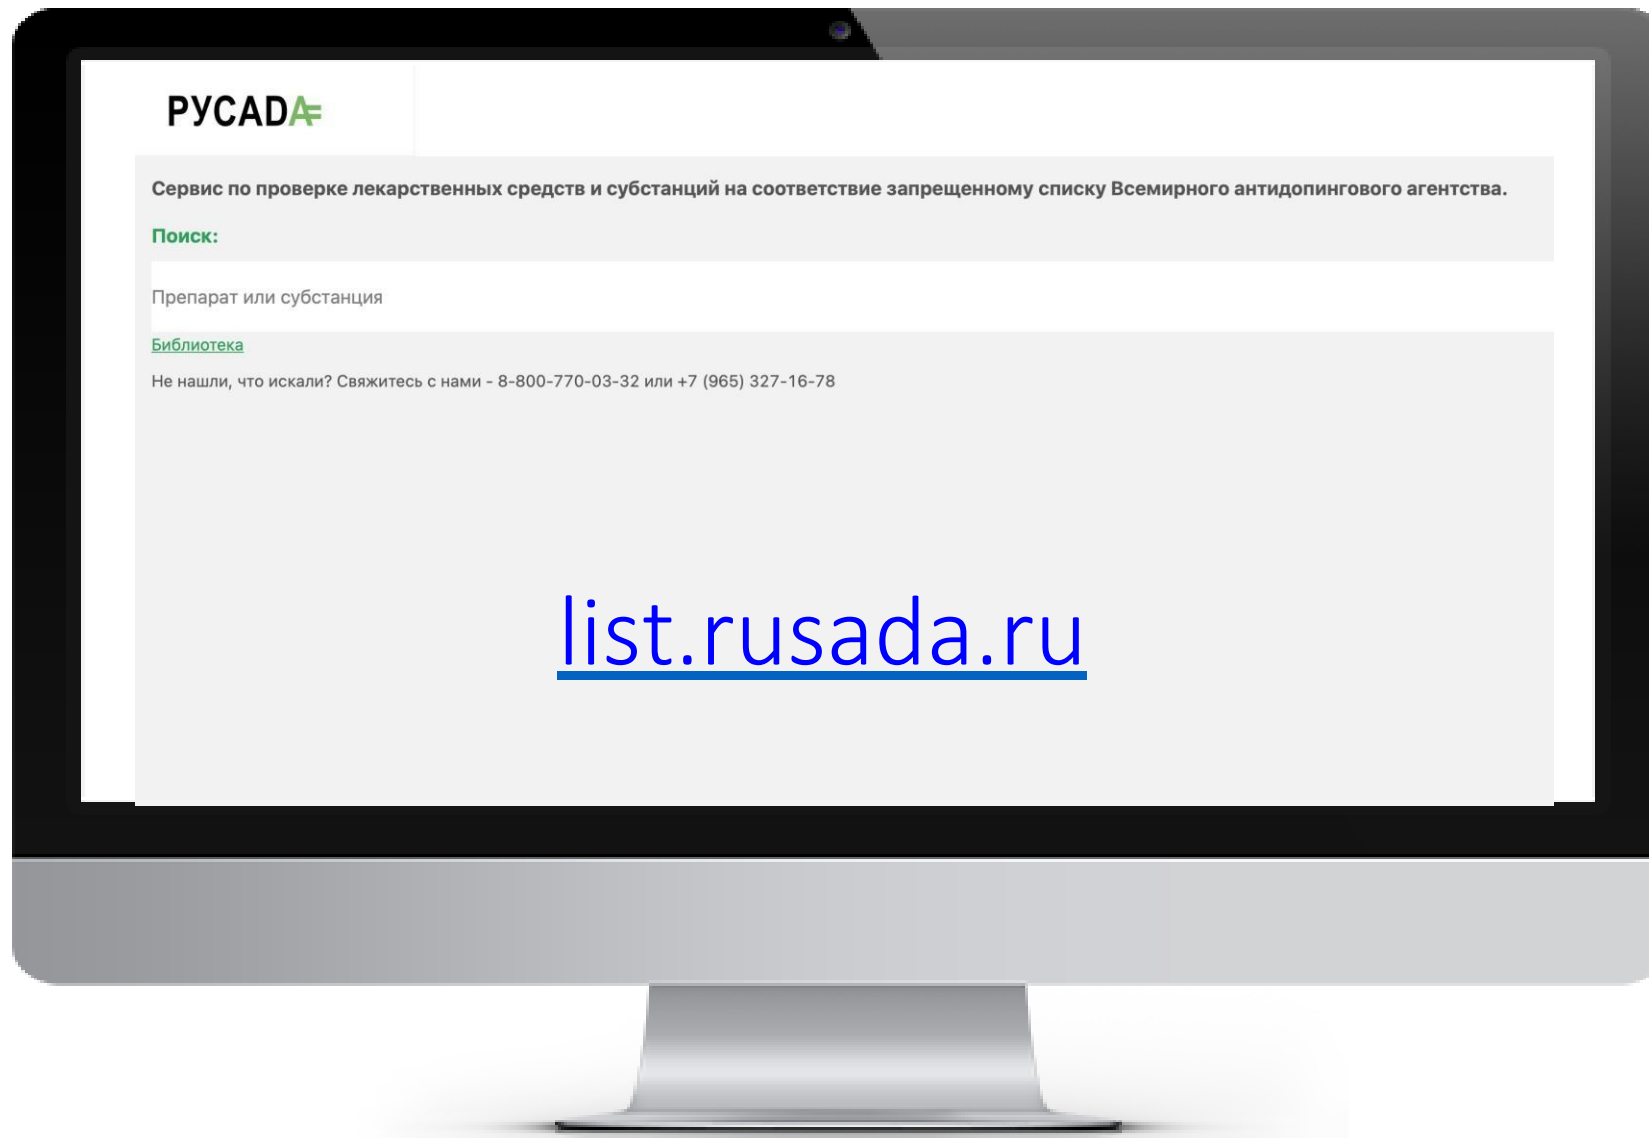 РУСАDA
Сервис по проверке лекарственных средств и субстанций на соответствие запрещенному списку Всемирного антидопингового агентства.
Поиск:
Препарат или субстанция
Библиотека
Не нашли, что искали? Свяжитесь с нами - 8-800-770-03-32 или +7 (965) 327-16-78
list.rusada.ru